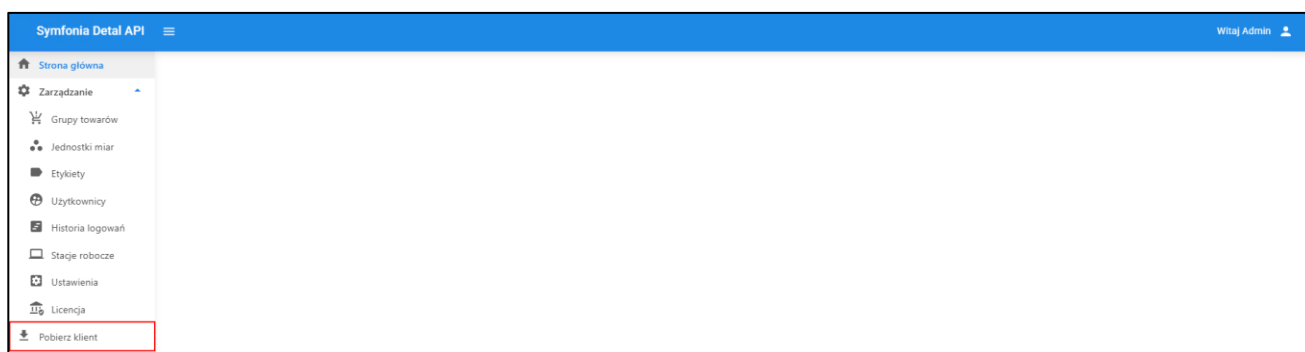 Symfonia Detal API
Witaj Admin
Strona główna
Zarządzanie
Grupy towarów
Jednostki miar
Etykiety
Użytkownicy
Historia logowań
Stacje robocze
Ustawienia
Licencja
Pobierz klient